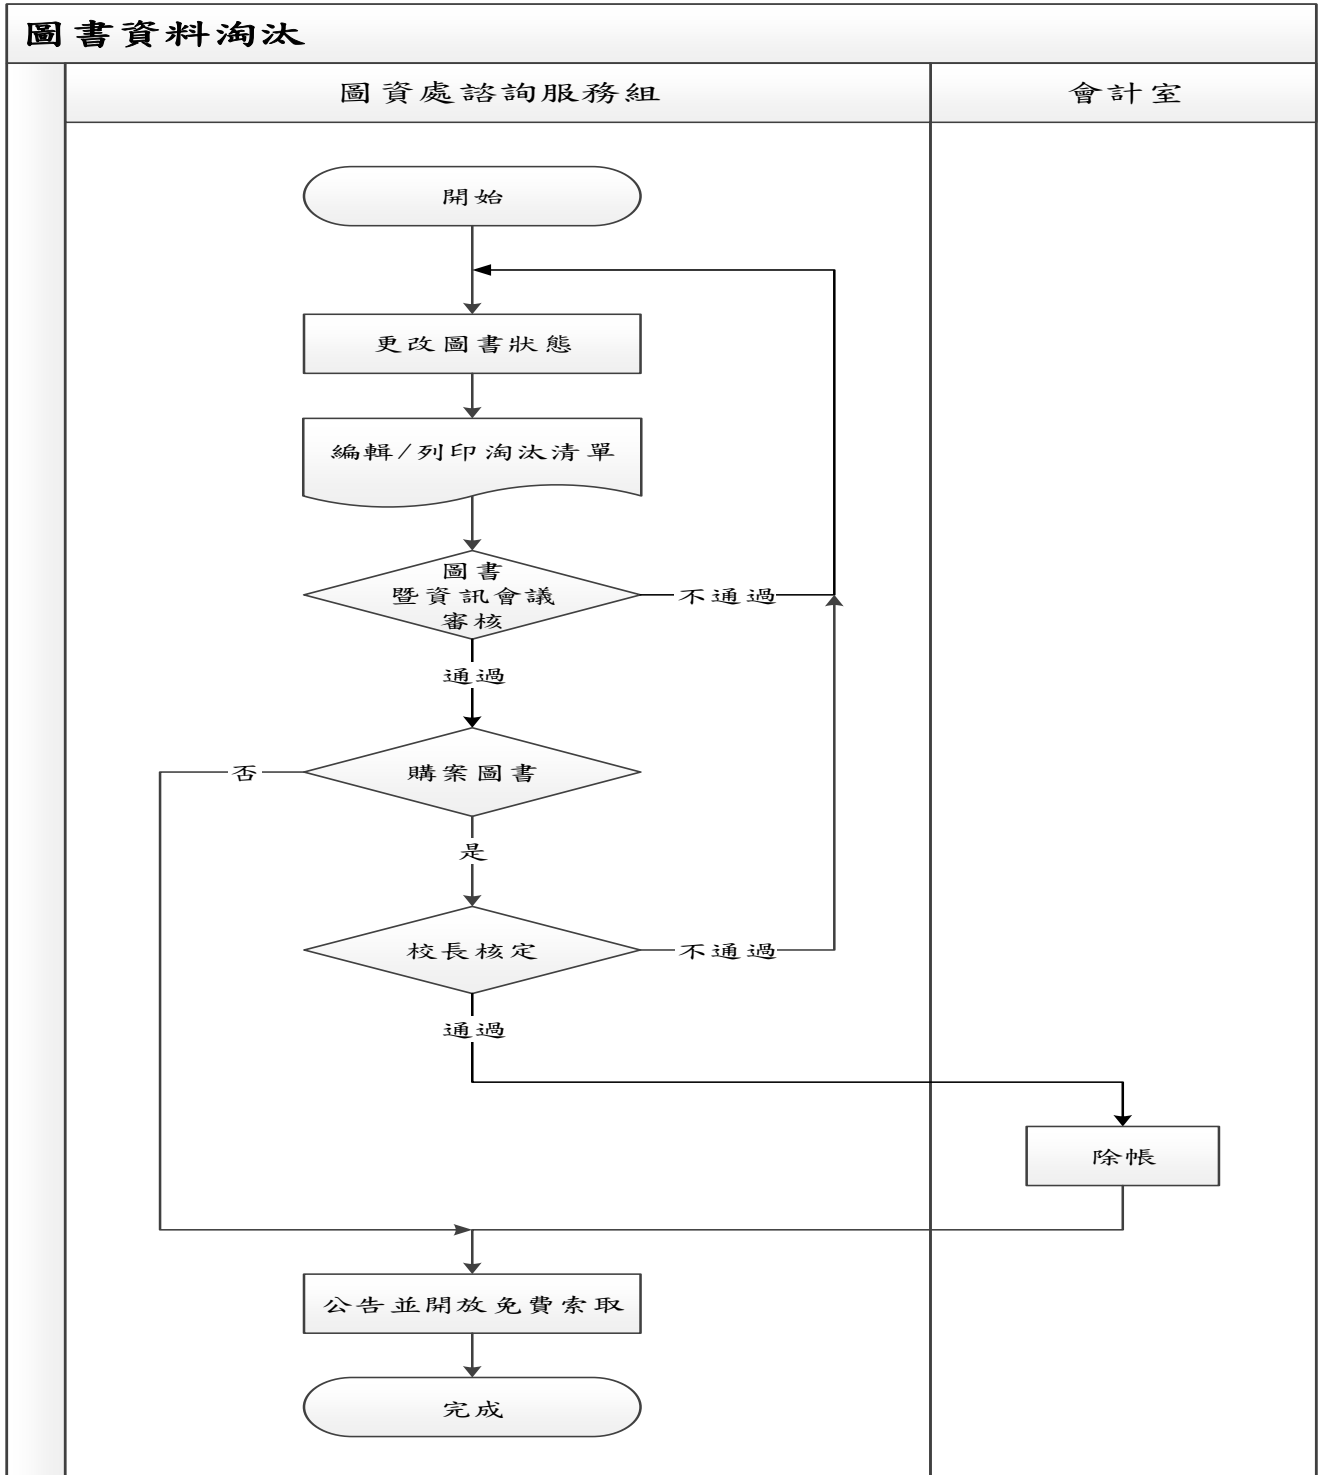 圖書資料淘汰
圖資處諮詢服務組
會計室
開始
更改圖書狀態
編輯/列印淘汰清單
圖書
暨資訊會議
審核
不通過
通過
購案圖書
否
是
校長核定
不通過
通過
除帳
公告並開放免費索取
完成